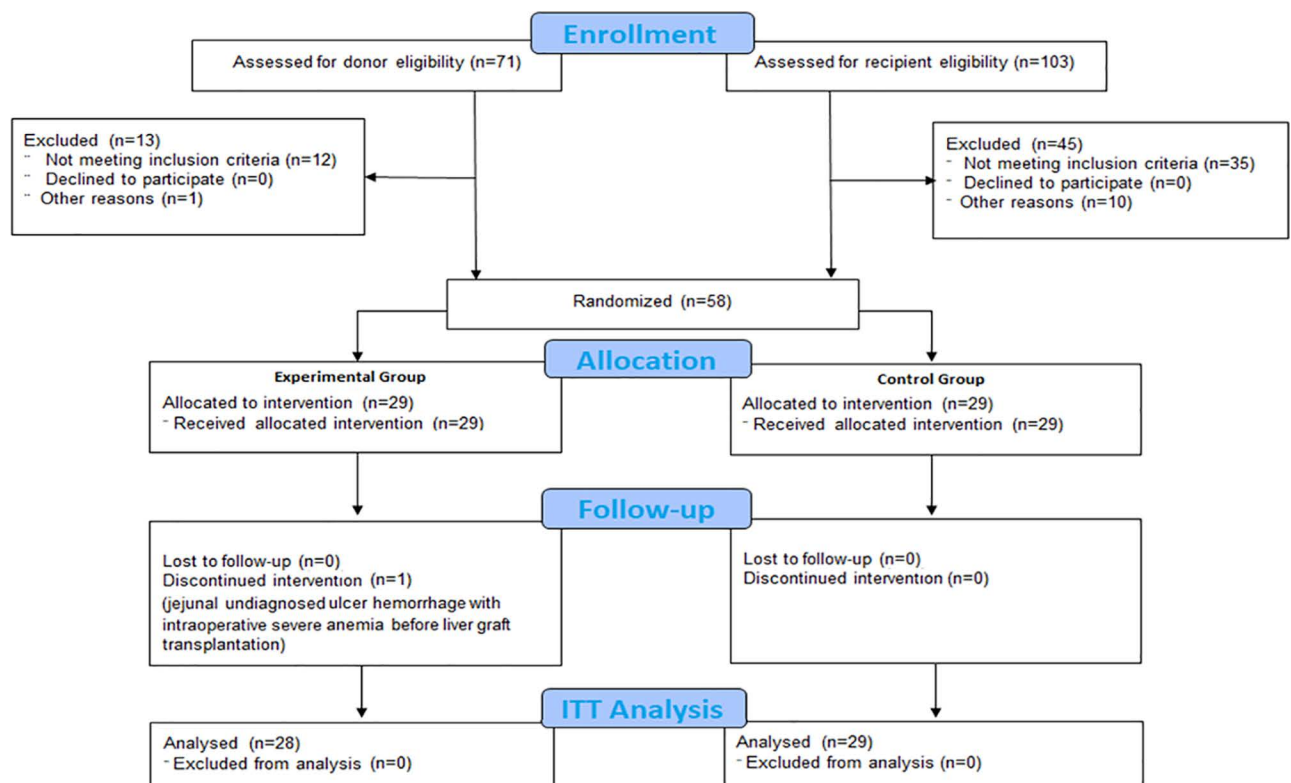 Enrollment
Assessed for donor eligibility (n=71)
Assessed for recipient eligibility (n=103)
Excluded (n=13)
¨ Not meeting inclusion criteria (n=12)
¨ Declined to participate (n=0)
¨ Other reasons (n=1)
Excluded (n=45)
¨ Not meeting inclusion criteria (n=35)
¨ Declined to participate (n=0)
¨ Other reasons (n=10)
Randomized (n=58)
Allocation
Experimental Group
Allocated to intervention (n=29)
¨ Received allocated intervention (n=29)
Control Group
Allocated to intervention (n=29)
¨ Received allocated intervention (n=29)
Follow-up
Lost to follow-up (n=0)
Discontinued intervention (n=1)
(jejunal undiagnosed ulcer hemorrhage with
intraoperative severe anemia before liver graft
transplantation)
Lost to follow-up (n=0)
Discontinued intervention (n=0)
ITT Analysis
Analysed (n=28)
¨ Excluded from analysis (n=0)
Analysed (n=29)
¨ Excluded from analysis (n=0)